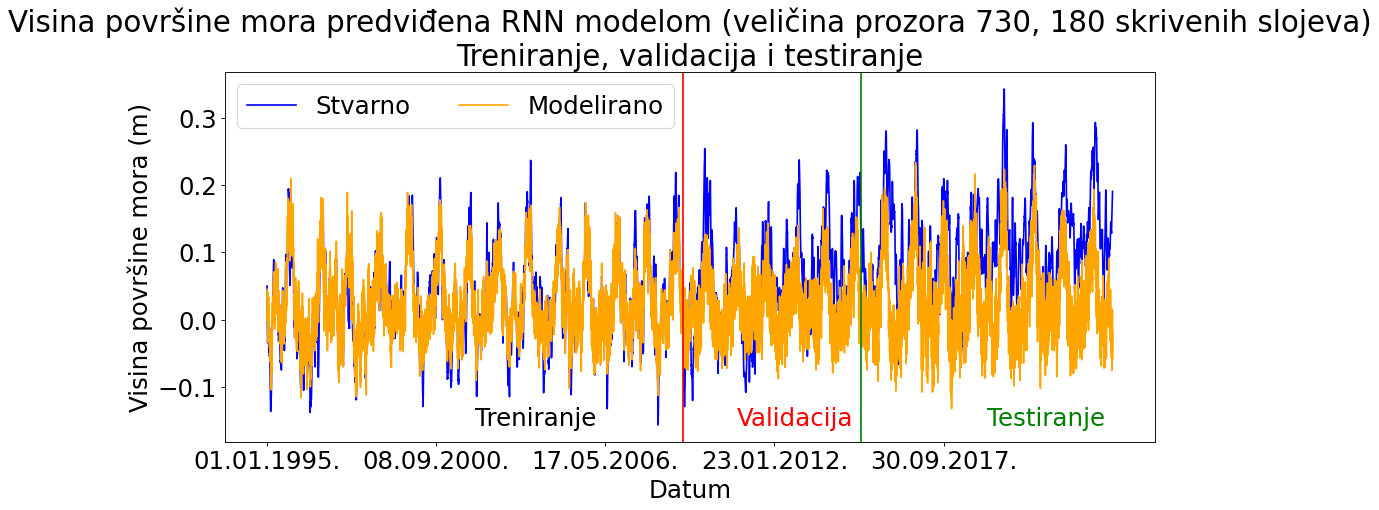 Visina površine mora predviđena RNN modelom (veličina prozora 730, 180 skrivenih slojeva)
Treniranje, validacija i testiranje
Stvarno Modelirano
Visina površine mora (m)
0.3
0.2
0.1
0.0
−0.1
Treniranje Validacija Testiranje
01.01.1995. 08.09.2000. 17.05.2006. 23.01.2012. 30.09.2017.
Datum